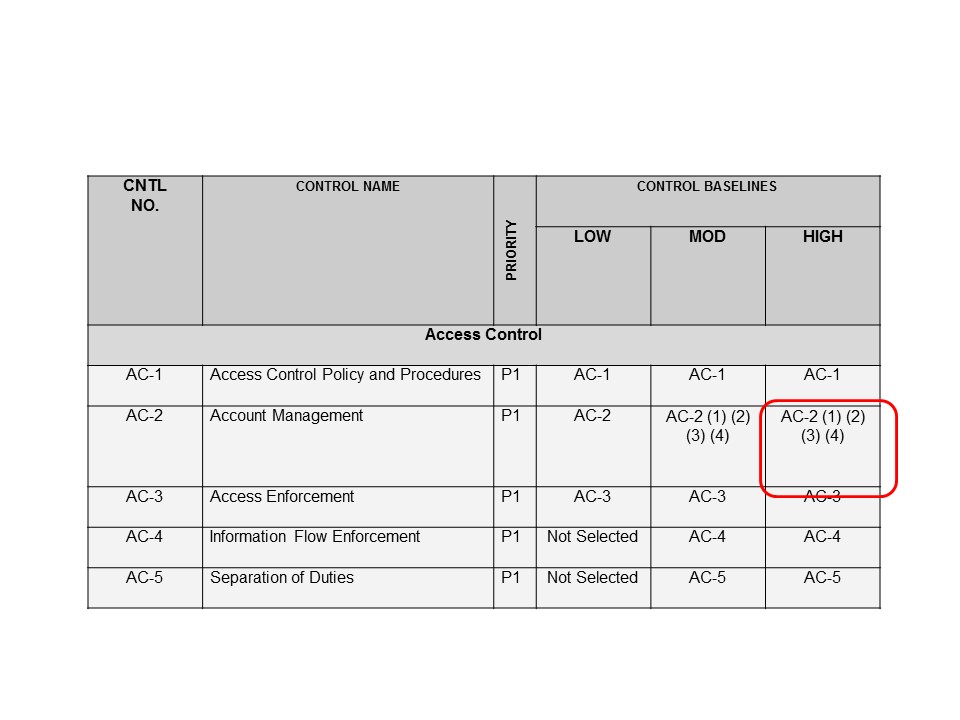 CNTL NO.
CONTROL NAME
PRIORITY
CONTROL BASELINES
LOW
MOD
HIGH
Access Control
AC-1 Access Control Policy and Procedures P1 AC-1 AC-1 AC-1
AC-2 Account Management P1 AC-2 AC-2 (1) (2) (3) (4) AC-2 (1) (2) (3) (4)
AC-3 Access Enforcement P1 AC-3 AC-3 AC-3
AC-4 Information Flow Enforcement P1 Not Selected AC-4 AC-4
AC-5 Separation of Duties P1 Not Selected AC-5 AC-5